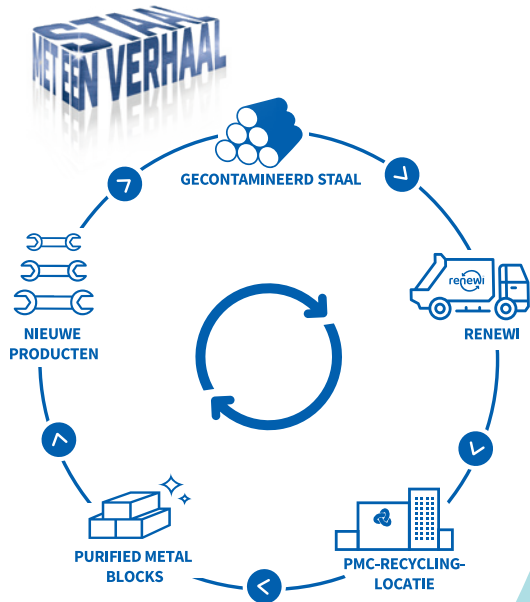 STAAL
MET EEN VERHAAL
GECONTAMINEERD STAAL
renewi
RENEWI
NIEUWE
PRODUCTEN
PURIFIED METAL
BLOCKS
PMC-RECYCLING-
LOCATIE